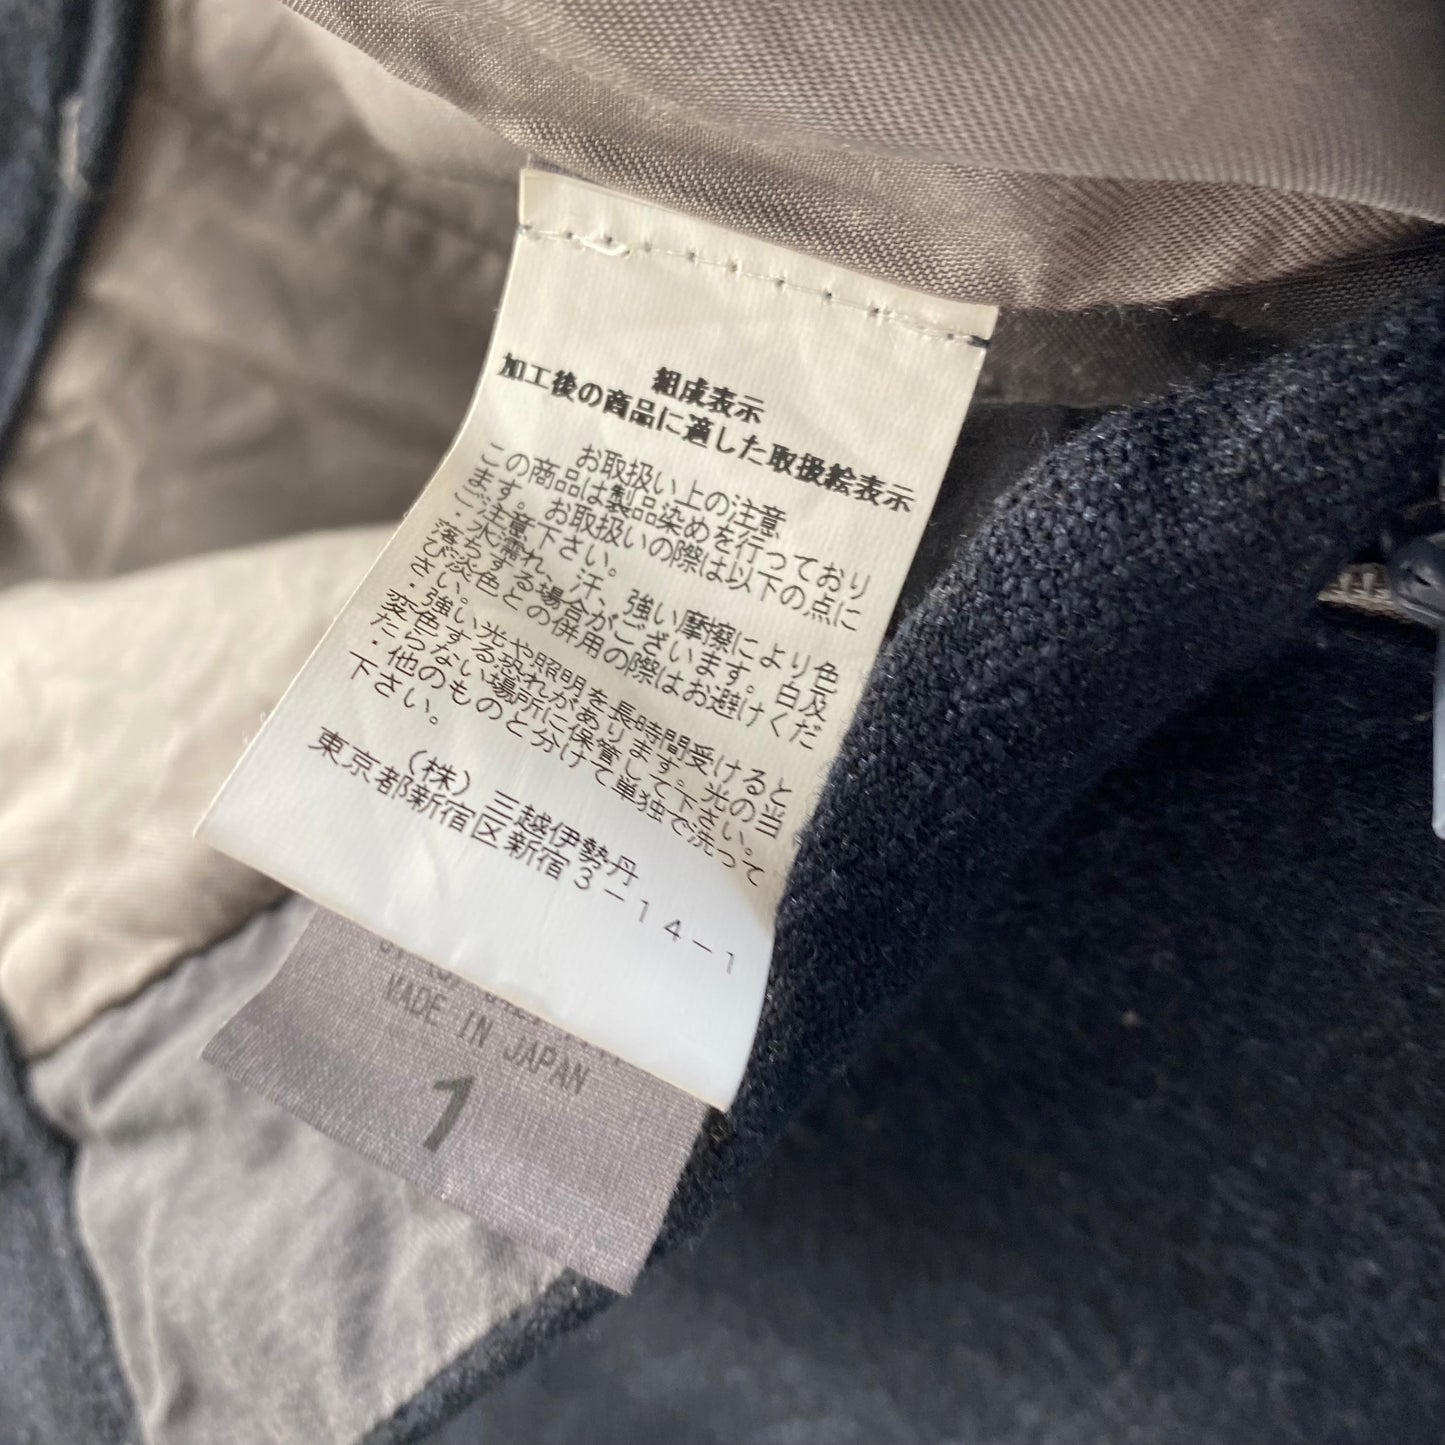 組成表示
加工後の商品に適した取扱絵表示
お取扱い上の注意
この商品は製品染めを行っており
ます。お取扱いの際は以下の点に
ご注意下さい。
・水濡れ、汗、強い摩擦により色
落ちする場合がございます。白及
び淡色との併用の際はお避けくだ
さい。
・強い光や照明を長時間受けると
変色する恐れがあります。光の当
たらない場所に保管して下さい。
・他のものと分けて単独で洗って
下さい。
(株)三越伊勢丹
東京都新宿区新宿3-14-1
MADE IN JAPAN
1